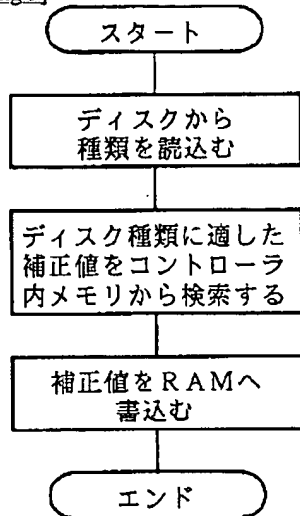 スタート
ディスクから
種類を読込む
ディスク種類に適した
補正値をコントローラ
内メモリから検索する
補正値をRAMへ
書込む
エンド